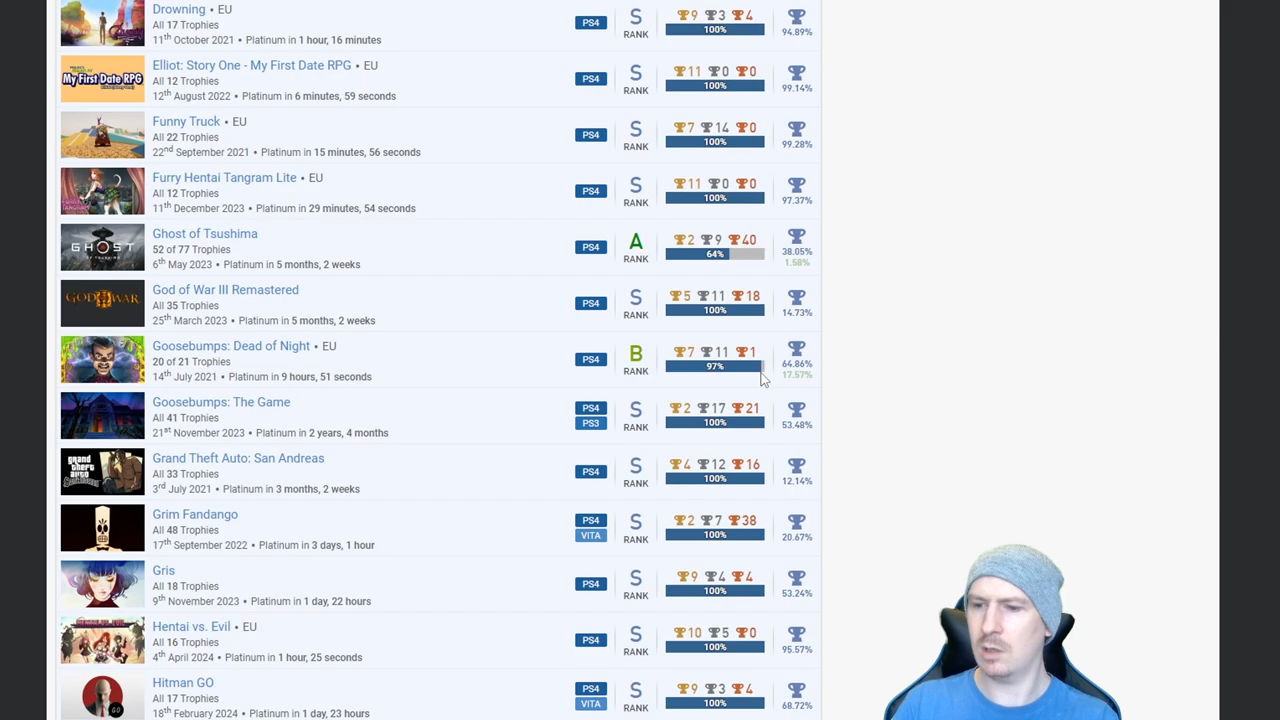 Drowning • EU
All 17 Trophies
11th October 2021 • Platinum in 1 hour, 16 minutes
PS4
S
RANK
9 3 4
100%
94.89%
My First Date RPG
Elliot: Story One - My First Date RPG • EU
All 12 Trophies
12th August 2022 • Platinum in 6 minutes, 59 seconds
PS4
S
RANK
11 0 0
100%
99.14%
Funny Truck • EU
All 22 Trophies
22nd September 2021 • Platinum in 15 minutes, 56 seconds
PS4
S
RANK
7 14 0
100%
99.28%
Furry Hentai Tangram Lite • EU
All 12 Trophies
11th December 2023 • Platinum in 29 minutes, 54 seconds
PS4
S
RANK
11 0 0
100%
97.37%
GHOST
OF TSUSHIMA
Ghost of Tsushima
52 of 77 Trophies
6th May 2023 • Platinum in 5 months, 2 weeks
PS4
A
RANK
2 9 40
64%
38.05%
1.58%
GOD WAR
God of War III Remastered
All 35 Trophies
25th March 2023 • Platinum in 5 months, 2 weeks
PS4
S
RANK
5 11 18
100%
14.73%
Goosebumps: Dead of Night • EU
20 of 21 Trophies
14th July 2021 • Platinum in 9 hours, 51 seconds
PS4
B
RANK
7 11 1
97%
64.86%
17.57%
Goosebumps: The Game
All 41 Trophies
21st November 2023 • Platinum in 2 years, 4 months
PS4
PS3
S
RANK
2 17 21
100%
53.48%
grand
theft
auto
Grand Theft Auto: San Andreas
All 33 Trophies
3rd July 2021 • Platinum in 3 months, 2 weeks
PS4
S
RANK
4 12 16
100%
12.14%
Grim Fandango
All 48 Trophies
17th September 2022 • Platinum in 3 days, 1 hour
PS4
VITA
S
RANK
2 7 38
100%
20.67%
Gris
All 18 Trophies
9th November 2023 • Platinum in 1 day, 22 hours
PS4
S
RANK
9 4 4
100%
53.24%
Hentai vs. Evil • EU
All 16 Trophies
4th April 2024 • Platinum in 1 hour, 25 seconds
PS4
S
RANK
10 5 0
100%
95.57%
GO
Hitman GO
All 17 Trophies
18th February 2024 • Platinum in 1 day, 23 hours
PS4
VITA
S
RANK
9 3 4
100%
68.72%